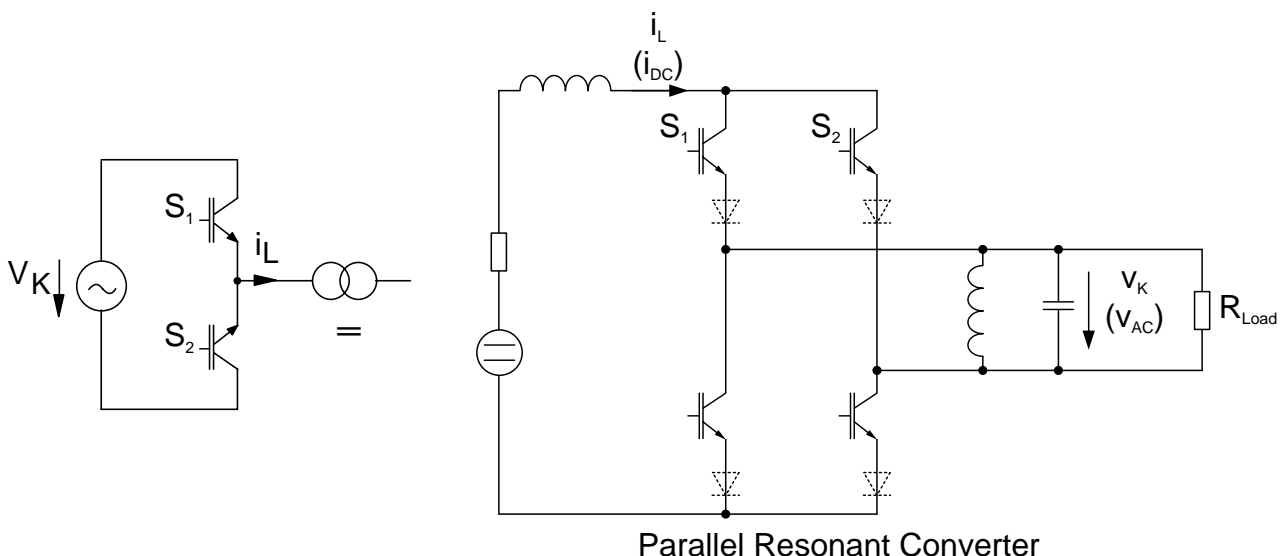 i_L
(i_DC)
S_1
S_2
S_1
i_L
V_K
S_2
=
v_K
(v_AC)
R_Load
Parallel Resonant Converter